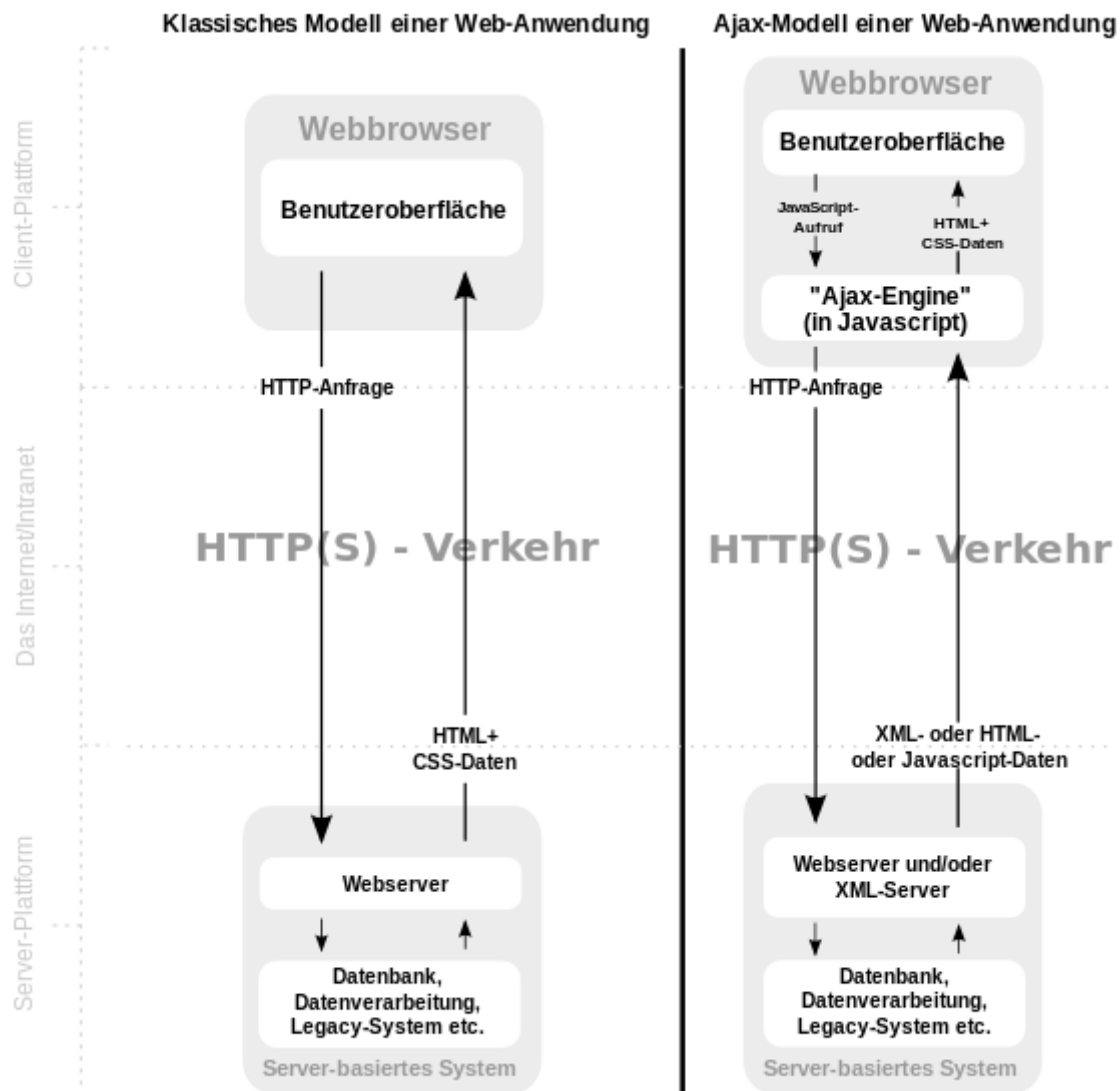 Klassisches Modell einer Web-Anwendung
Ajax-Modell einer Web-Anwendung
Client-Plattform
Das Internet/Intranet
Server-Plattform
Webbrowser
Benutzeroberfläche
HTTP-Anfrage
HTTP(S) - Verkehr
HTML+
CSS-Daten
Webserver
Datenbank,
Datenverarbeitung,
Legacy-System etc.
Server-basiertes System
Webbrowser
Benutzeroberfläche
JavaScript-
Aufruf
HTML+
CSS-Daten
"Ajax-Engine"
(in Javascript)
HTTP-Anfrage
HTTP(S) - Verkehr
XML- oder HTML-
oder Javascript-Daten
Webserver und/oder
XML-Server
Datenbank,
Datenverarbeitung,
Legacy-System etc.
Server-basiertes System